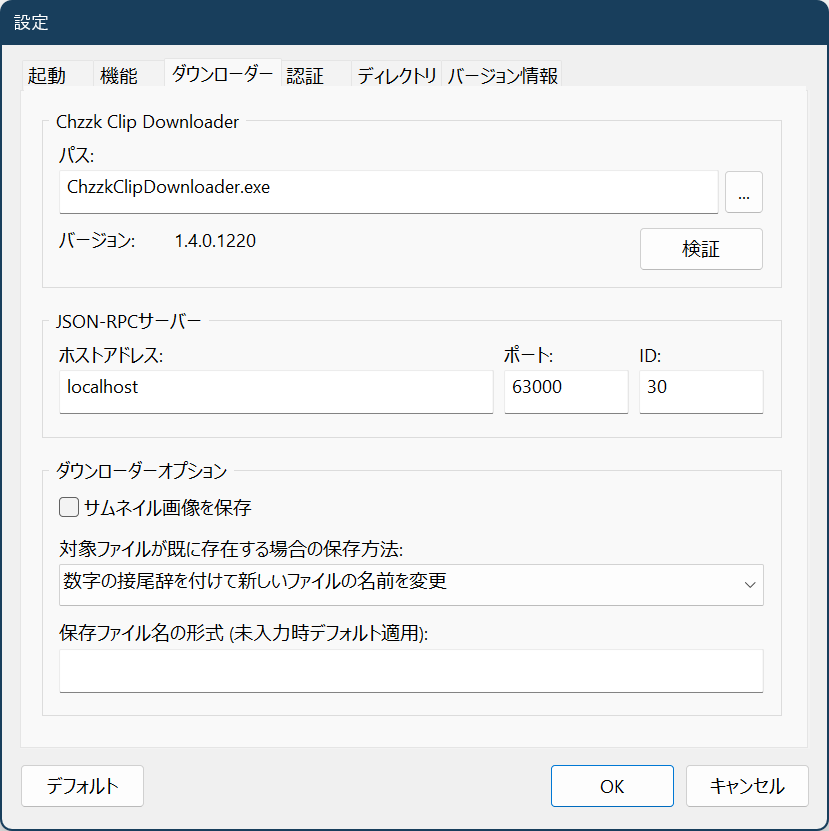 設定
起動 機能 ダウンローダー 認証 ディレクトリ バージョン情報
Chzzk Clip Downloader
パス:
ChzzkClipDownloader.exe ...
バージョン: 1.4.0.1220
検証
JSON-RPCサーバー
ホストアドレス: ポート: ID:
localhost 63000 30
ダウンローダーオプション
サムネイル画像を保存
対象ファイルが既に存在する場合の保存方法:
数字の接尾辞を付けて新しいファイルの名前を変更
保存ファイル名の形式 (未入力時デフォルト適用):
デフォルト OK キャンセル